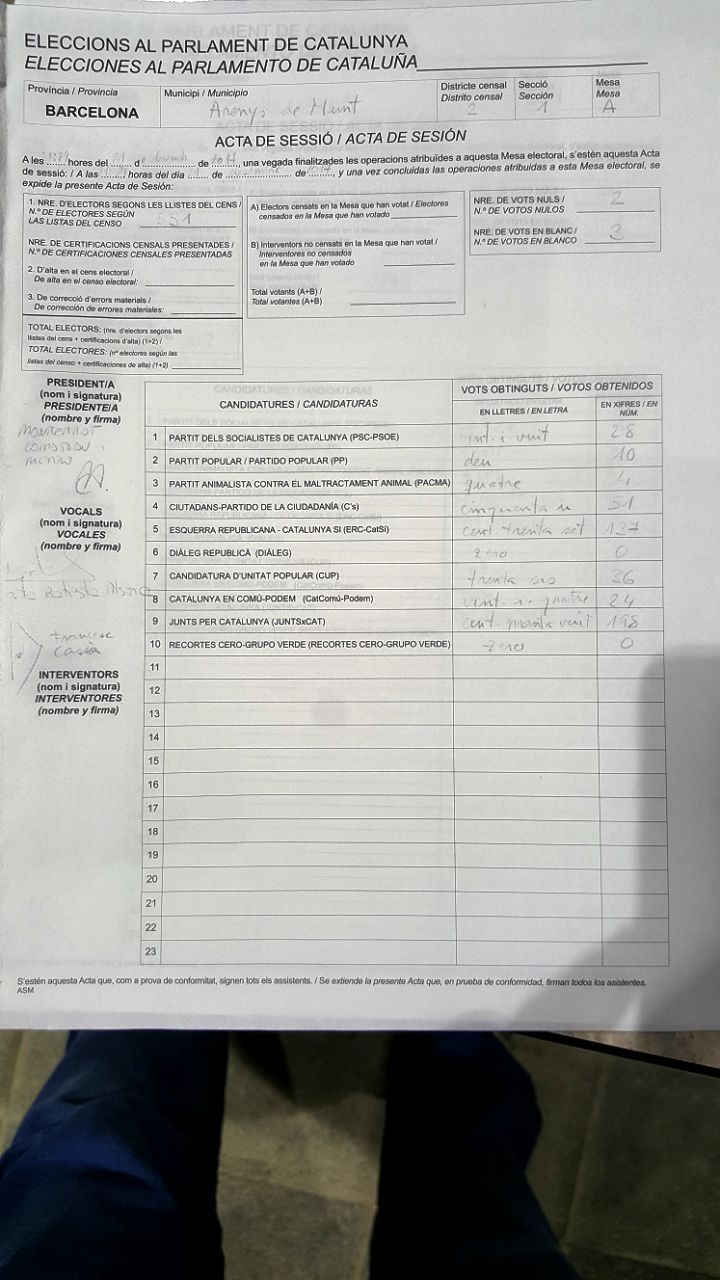 ELECCIONS AL PARLAMENT DE CATALUNYA
ELECCIONES AL PARLAMENTO DE CATALUÑA
Província / Provincia
BARCELONA
Municipi / Municipio
Arenys de Munt
Districte censal
Distrito censal
2
Secció
Sección
1
Mesa
Mesa
A
ACTA DE SESSIÓ / ACTA DE SESIÓN
A les hores del d de , una vegada finalitzades les operacions atribuïdes a aquesta Mesa electoral, s'estén aquesta Acta
de sessió: / A las horas del día de de , y una vez concluidas las operaciones atribuidas a esta Mesa electoral, se
expide la presente Acta de Sesión:
1. NRE. D'ELECTORS SEGONS LES LLISTES DEL CENS /
N.º DE ELECTORES SEGÚN
LAS LISTAS DEL CENSO
NRE. DE CERTIFICACIONS CENSALS PRESENTADES /
N.º DE CERTIFICACIONES CENSALES PRESENTADAS
2. D'alta en el cens electoral /
De alta en el censo electoral:
3. De correcció d'errors materials /
De corrección de errores materiales:
TOTAL ELECTORS: (nre. d'electors segons les
llistes del cens + certificacions d'alta) (1+2) /
TOTAL ELECTORES: (nº electores según las
listas del censo + certificaciones de alta) (1+2)
A) Electors censats en la Mesa que han votat / Electores
censados en la Mesa que han votado
B) Interventors no censats en la Mesa que han votat /
Interventores no censados
en la Mesa que han votado
Total votants (A+B) /
Total votantes (A+B)
NRE. DE VOTS NULS /
N.º DE VOTOS NULOS
2
NRE. DE VOTS EN BLANC /
N.º DE VOTOS EN BLANCO
3
PRESIDENT/A
(nom i signatura)
PRESIDENTE/A
(nombre y firma)
MONTSERRAT
VOCALS
(nom i signatura)
VOCALES
(nombre y firma)
Batista
Francesc
INTERVENTORS
(nom i signatura)
INTERVENTORES
(nombre y firma)
CANDIDATURES / CANDIDATURAS
VOTS OBTINGUTS / VOTOS OBTENIDOS
EN LLETRES / EN LETRA
EN XIFRES / EN NÚM.
1 PARTIT DELS SOCIALISTES DE CATALUNYA (PSC-PSOE) vint-i-vuit 28
2 PARTIT POPULAR / PARTIDO POPULAR (PP) deu 10
3 PARTIT ANIMALISTA CONTRA EL MALTRACTAMENT ANIMAL (PACMA) quatre 4
4 CIUTADANS-PARTIDO DE LA CIUDADANÍA (C's) cinquanta u 51
5 ESQUERRA REPUBLICANA - CATALUNYA SÍ (ERC-CatSí) cent trenta set 137
6 DIÀLEG REPUBLICÀ (DIÀLEG) zero 0
7 CANDIDATURA D'UNITAT POPULAR (CUP) trenta sis 36
8 CATALUNYA EN COMÚ-PODEM (CatComú-Podem) vint-i-quatre 24
9 JUNTS PER CATALUNYA (JUNTSxCAT) cent vuit 198
10 RECORTES CERO-GRUPO VERDE (RECORTES CERO-GRUPO VERDE) zero 0
11
12
13
14
15
16
17
18
19
20
21
22
23
S'estén aquesta Acta que, com a prova de conformitat, signen tots els assistents. / Se extiende la presente Acta que, en prueba de conformidad, firman todos los asistentes.
ASM